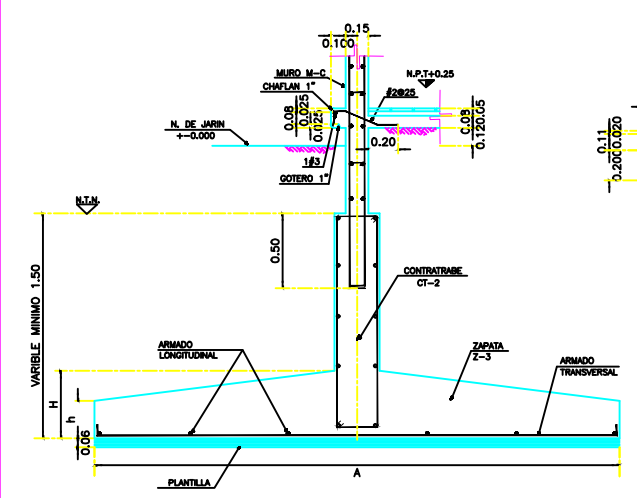 0.15
0.100
MURO M-C
CHAFLAN 1"
N.P.T+0.25
#2@25
0.08
0.025
0.025
0.08
0.05
0.12
N. DE JARIN
+-0.000
0.20
1#3
GOTERO 1"
0.11
0.020
0.200
N.T.N.
0.50
VARIBLE MINIMO 1.50
CONTRATRABE
CT-2
ARMADO
LONGITUDINAL
ZAPATA
Z-3
ARMADO
TRANSVERSAL
H
h
0.06
A
PLANTILLA